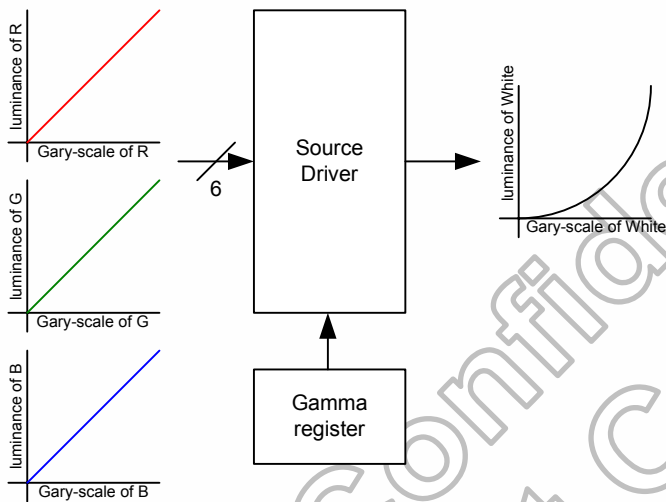 luminance of R
Gary-scale of R
luminance of G
Gary-scale of G
luminance of B
Gary-scale of B
6
Source
Driver
Gamma
register
luminance of White
Gary-scale of White
Confide